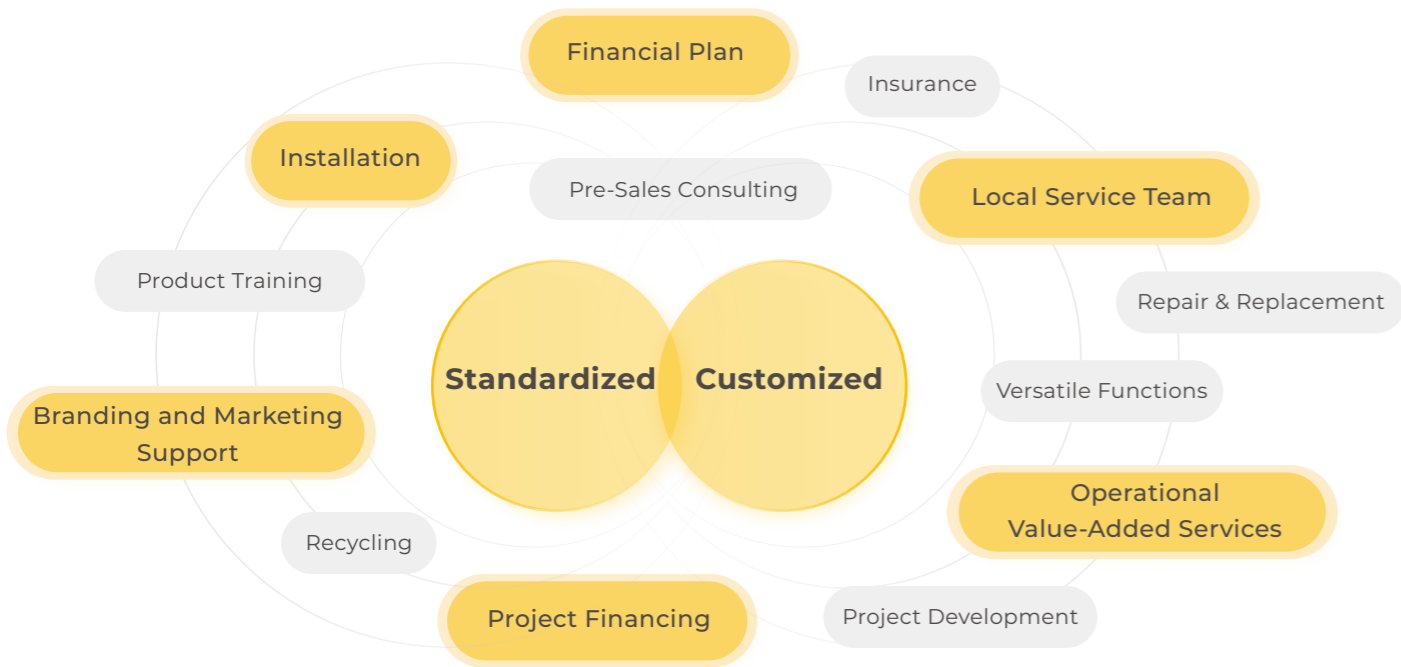 Financial Plan
Insurance
Installation
Pre-Sales Consulting
Local Service Team
Product Training
Repair & Replacement
Standardized
Customized
Versatile Functions
Branding and Marketing
Support
Operational
Value-Added Services
Recycling
Project Financing
Project Development